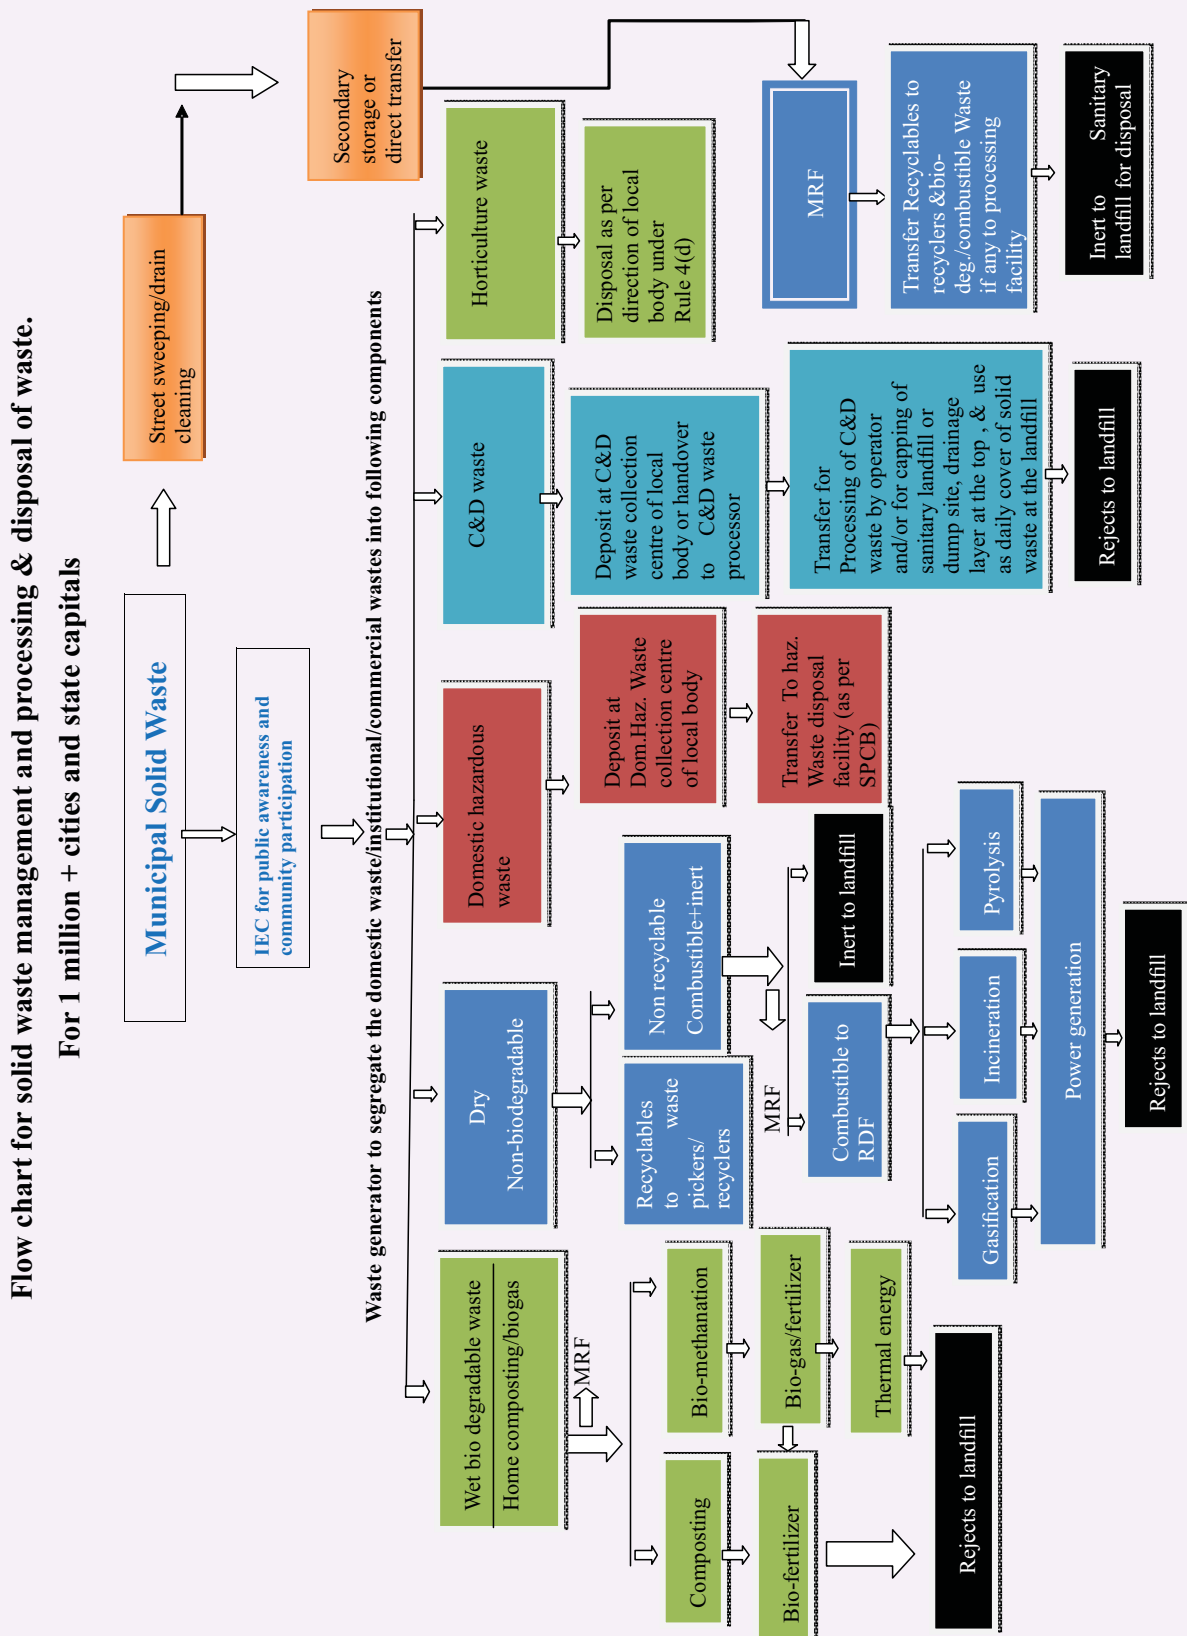 Flow chart for solid waste management and processing & disposal of waste.
For 1 million + cities and state capitals
Municipal Solid Waste
Street sweeping/drain
cleaning
Secondary
storage or
direct transfer
IEC for public awareness and
community participation
Waste generator to segregate the domestic waste/institutional/commercial wastes into following components
Wet bio degradable waste
Home composting/biogas
MRF
Composting
Bio-methanation
Bio-fertilizer
Bio-gas/fertilizer
Thermal energy
Rejects to landfill
Dry
Non-biodegradable
Recyclables
to waste
pickers/
recyclers
Non recyclable
Combustible+inert
MRF
Combustible to
RDF
Inert to landfill
Gasification
Incineration
Pyrolysis
Power generation
Rejects to landfill
Domestic hazardous
waste
Deposit at
Dom.Haz. Waste
collection centre
of local body
Transfer To haz.
Waste disposal
facility (as per
SPCB)
C&D waste
Deposit at C&D
waste collection
centre of local
body or handover
to C&D waste
processor
Transfer for
Processing of C&D
waste by operator
and/or for capping of
sanitary landfill or
dump site, drainage
layer at the top , & use
as daily cover of solid
waste at the landfill
Rejects to landfill
Horticulture waste
Disposal as per
direction of local
body under
Rule 4(d)
MRF
Transfer Recyclables to
recyclers &bio-
deg./combustible Waste
if any to processing
facility
Inert to Sanitary
landfill for disposal